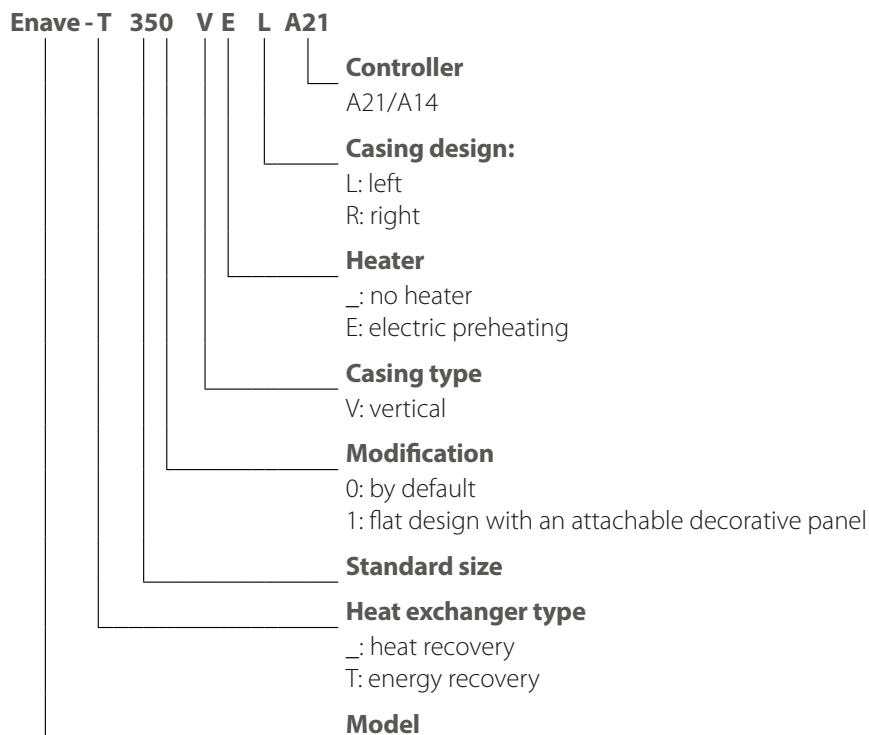 Enave - T 350 V E L A21
Controller
A21/A14
Casing design:
L: left
R: right
Heater
_: no heater
E: electric preheating
Casing type
V: vertical
Modification
0: by default
1: flat design with an attachable decorative panel
Standard size
Heat exchanger type
_: heat recovery
T: energy recovery
Model